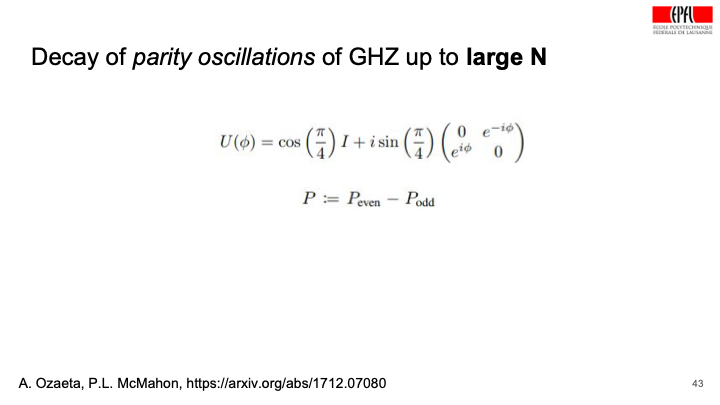 EPFL
ÉCOLE POLYTECHNIQUE
FÉDÉRALE DE LAUSANNE
Decay of parity oscillations of GHZ up to large N
U(ϕ) = cos (π/4) I + i sin (π/4) (0 e^{-iϕ} ; e^{iϕ} 0)
P := P_even − P_odd
A. Ozaeta, P.L. McMahon, https://arxiv.org/abs/1712.07080
43